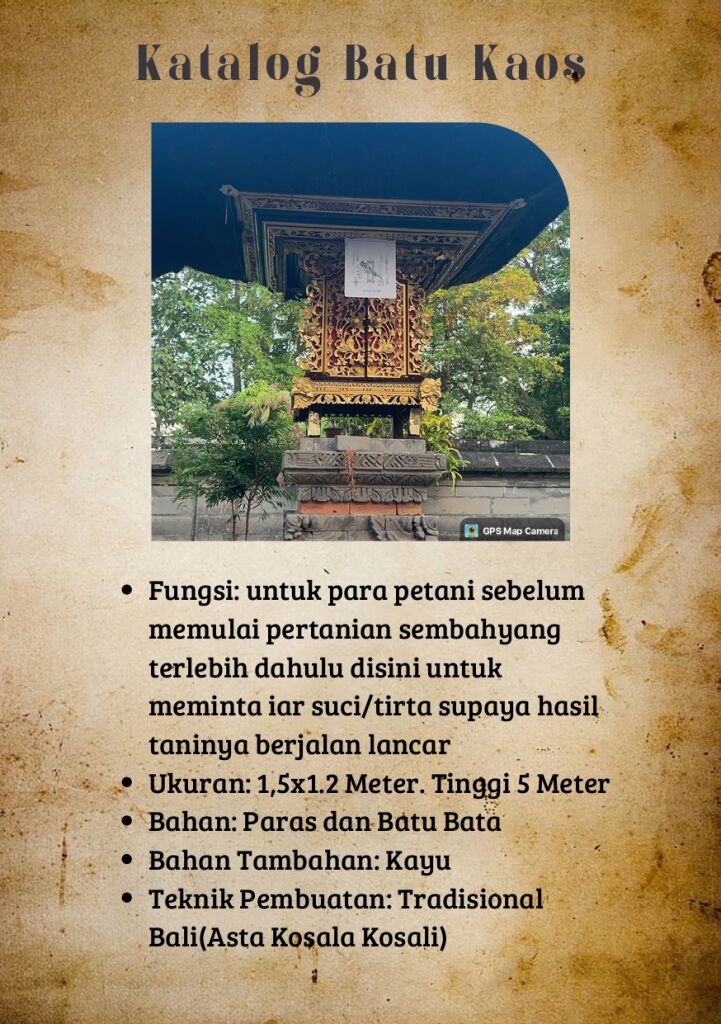 Katalog Batu Kaos
GPS Map Camera
• Fungsi: untuk para petani sebelum
memulai pertanian sembahyang
terlebih dahulu disini untuk
meminta iar suci/tirta supaya hasil
taninya berjalan lancar
• Ukuran: 1,5x1.2 Meter. Tinggi 5 Meter
• Bahan: Paras dan Batu Bata
• Bahan Tambahan: Kayu
• Teknik Pembuatan: Tradisional
Bali(Asta Kosala Kosali)